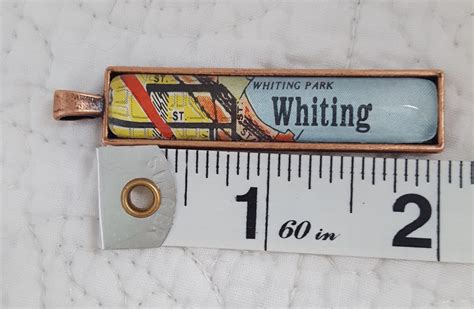 ST.
WHITING PARK
Whiting
ST.
1
60 in
2